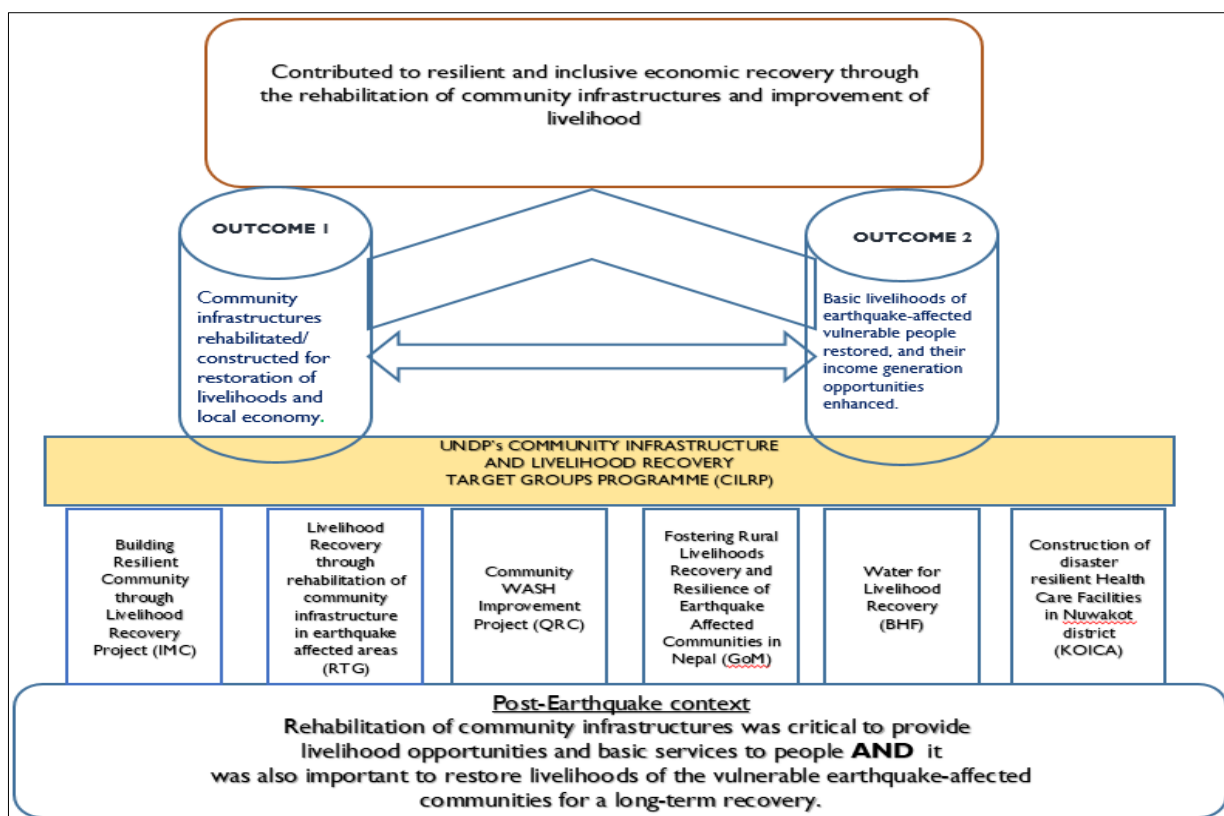 Contributed to resilient and inclusive economic recovery through
the rehabilitation of community infrastructures and improvement of
livelihood
OUTCOME 1
Community
infrastructures
rehabilitated/
constructed for
restoration of
livelihoods and
local economy.
OUTCOME 2
Basic livelihoods of
earthquake-affected
vulnerable people
restored, and their
income generation
opportunities
enhanced.
UNDP's COMMUNITY INFRASTRUCTURE
AND LIVELIHOOD RECOVERY
TARGET GROUPS PROGRAMME (CILRP)
Building
Resilient
Community
through
Livelihood
Recovery
Project (IMC)
Livelihood
Recovery
through
rehabilitation of
community
infrastructure
in earthquake
affected areas
(RTG)
Community
WASH
Improvement
Project (QRC)
Fostering Rural
Livelihoods
Recovery and
Resilience of
Earthquake
Affected
Communities in
Nepal (GoM)
Water for
Livelihood
Recovery
(BHF)
Construction of
disaster
resilient Health
Care Facilities
in Nuwakot
district
(KOICA)
Post-Earthquake context
Rehabilitation of community infrastructures was critical to provide
livelihood opportunities and basic services to people AND it
was also important to restore livelihoods of the vulnerable earthquake-affected
communities for a long-term recovery.